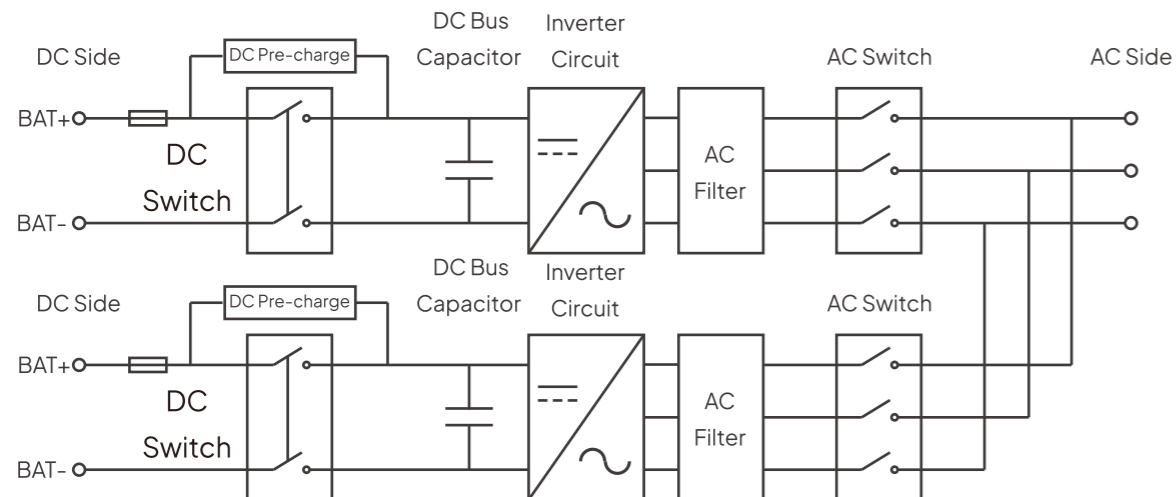 DC Side
DC Pre-charge
DC Bus
Capacitor
Inverter
Circuit
AC Switch
AC Side
BAT+
DC
Switch
AC
Filter
BAT-
DC Side
DC Pre-charge
DC Bus
Capacitor
Inverter
Circuit
AC Switch
BAT+
DC
Switch
AC
Filter
BAT-